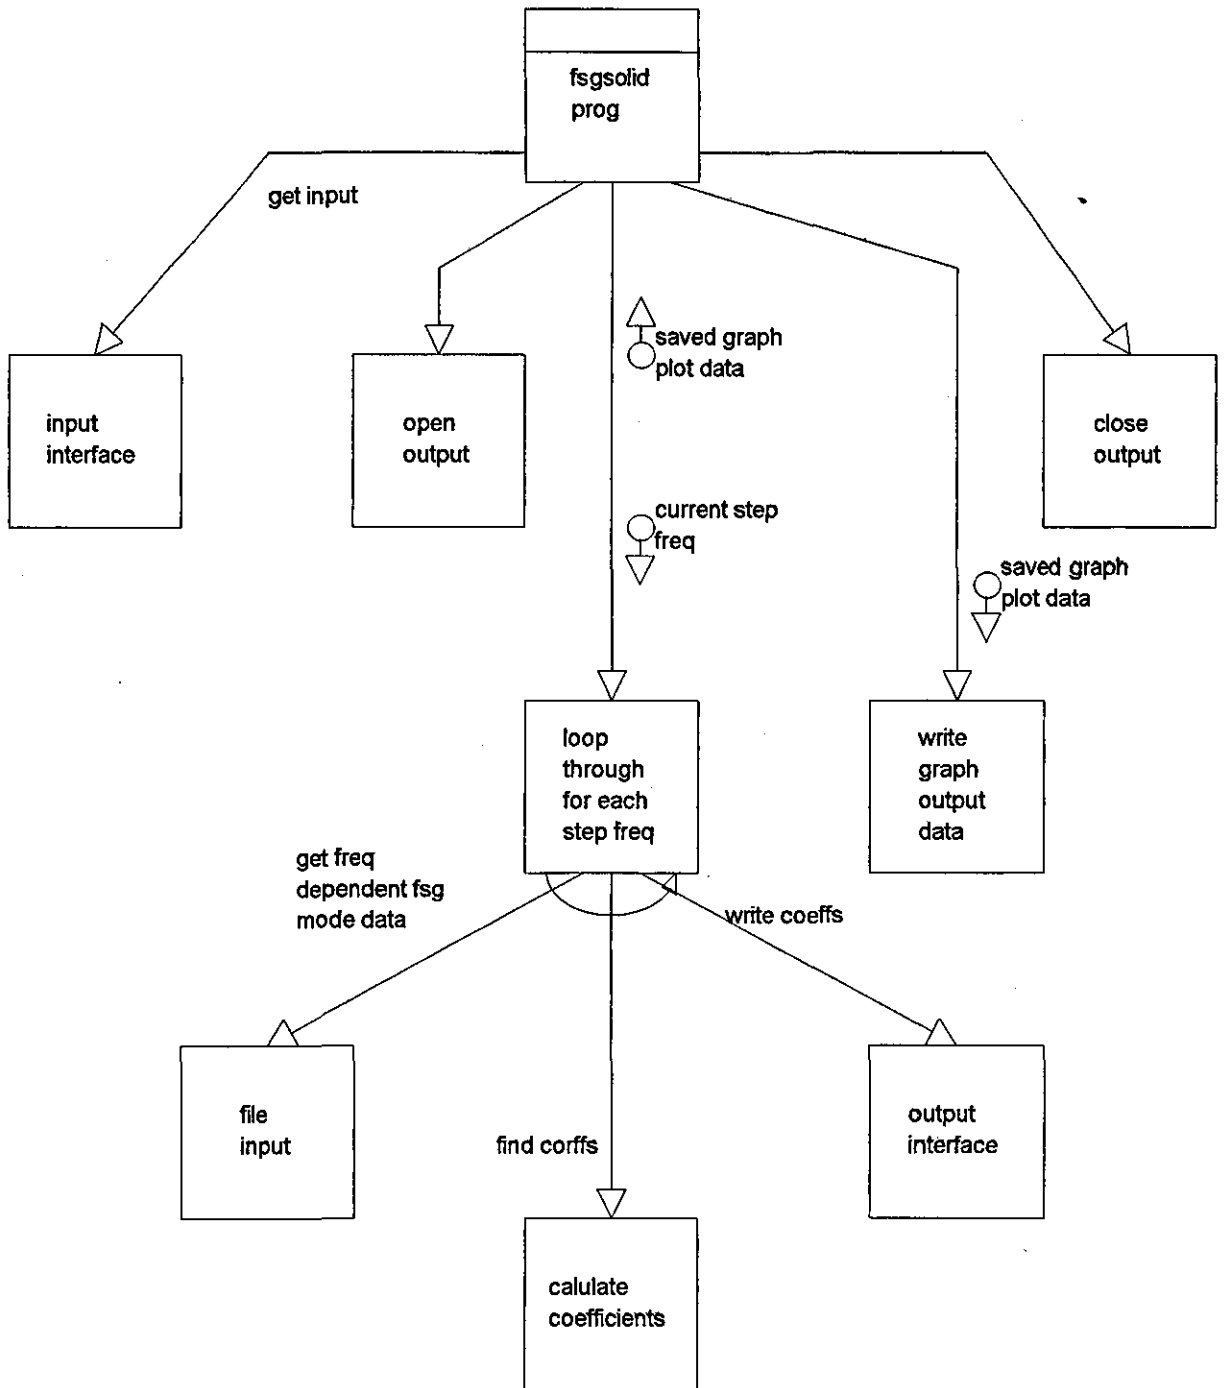 fsgsolid
prog
get input
saved graph
plot data
input
interface
open
output
close
output
current step
freq
saved graph
plot data
loop
through
for each
step freq
write
graph
output
data
get freq
dependent fsg
mode data
write coeffs
file
input
find corffs
output
interface
calulate
coefficients